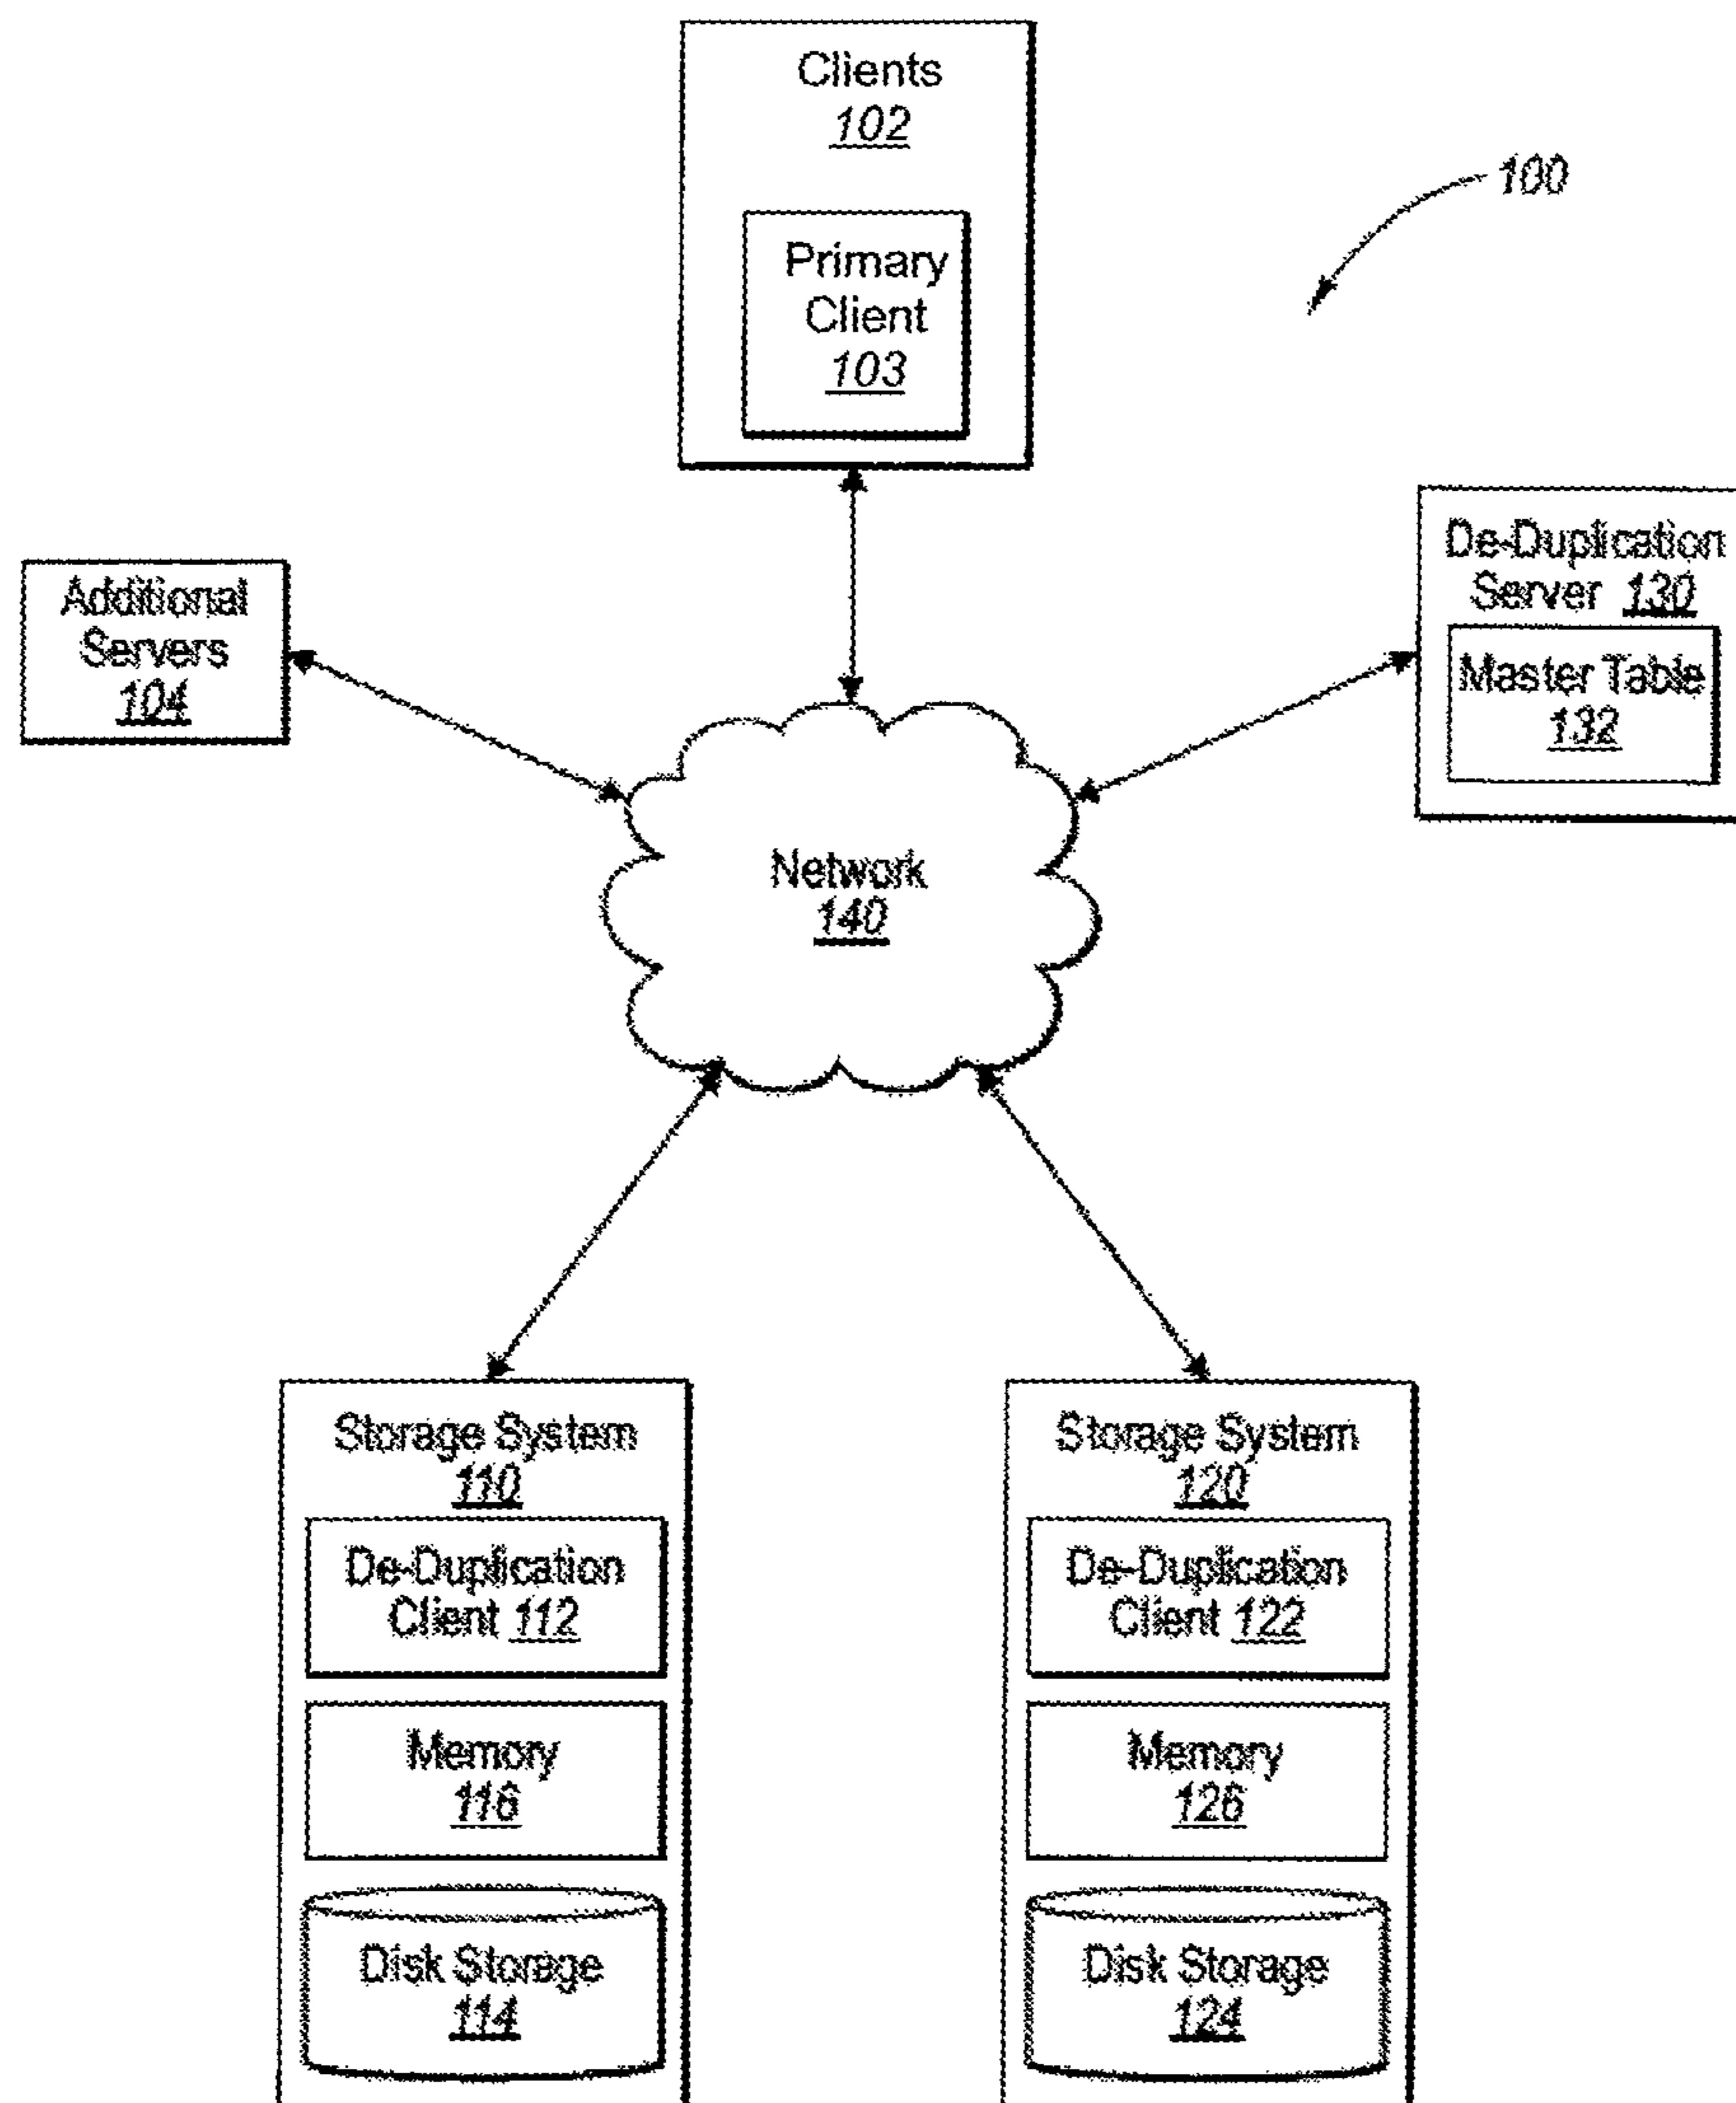 Clients
102
Primary
Client
103
100
De-Duplication
Server 130
Master Table
132
Additional
Servers
104
Network
140
Storage System
110
De-Duplication
Client 112
Memory
116
Disk Storage
114
Storage System
120
De-Duplication
Client 122
Memory
126
Disk Storage
124